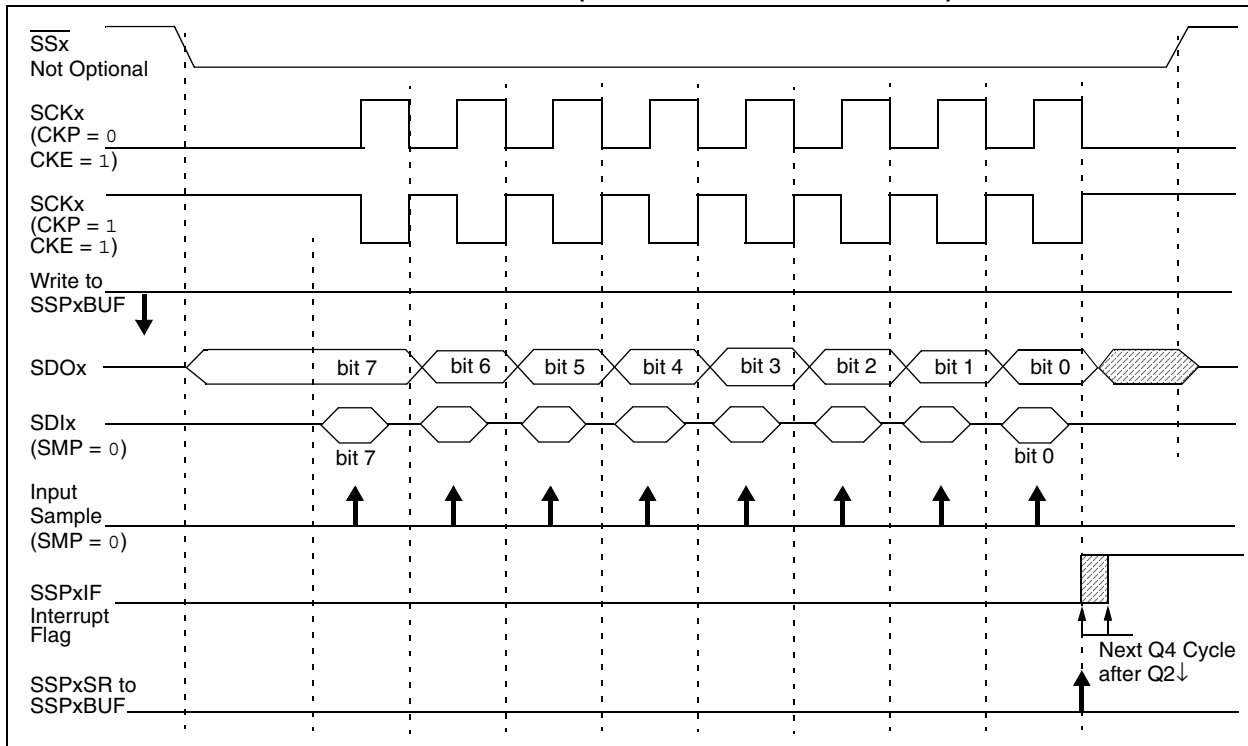 SSx
Not Optional
SCKx
(CKP = 0
CKE = 1)
SCKx
(CKP = 1
CKE = 1)
Write to
SSPxBUF
SDOx
bit 7 bit 6 bit 5 bit 4 bit 3 bit 2 bit 1 bit 0
SDIx
(SMP = 0)
bit 7 bit 0
Input
Sample
(SMP = 0)
SSPxIF
Interrupt
Flag
Next Q4 Cycle
after Q2↓
SSPxSR to
SSPxBUF